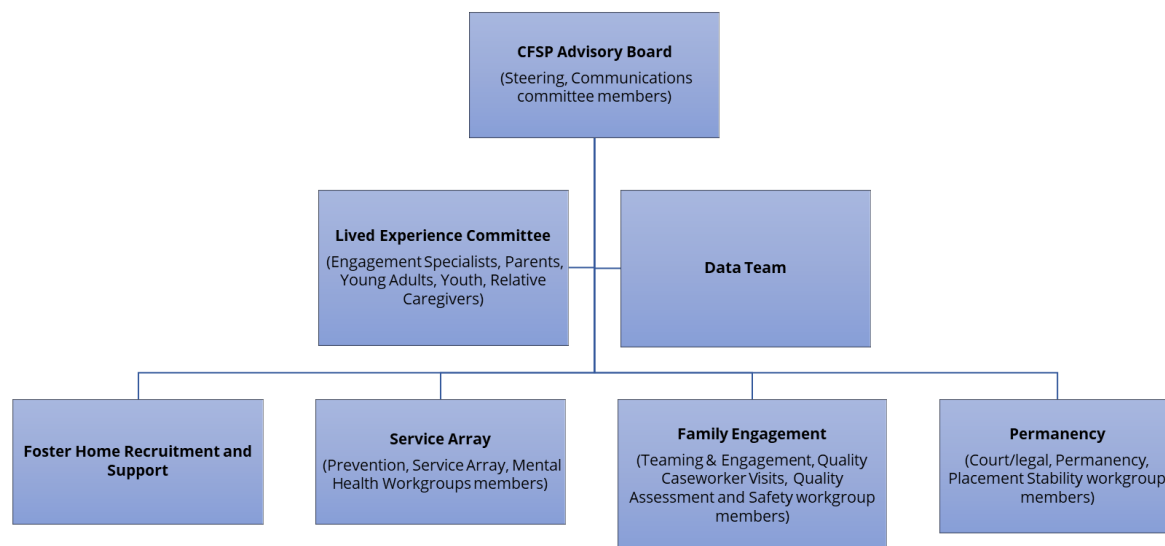 CFSP Advisory Board
(Steering, Communications
committee members)
Lived Experience Committee
(Engagement Specialists, Parents,
Young Adults, Youth, Relative
Caregivers)
Data Team
Foster Home Recruitment and
Support
Service Array
(Prevention, Service Array, Mental
Health Workgroups members)
Family Engagement
(Teaming & Engagement, Quality
Caseworker Visits, Quality
Assessment and Safety workgroup
members)
Permanency
(Court/legal, Permanency,
Placement Stability workgroup
members)